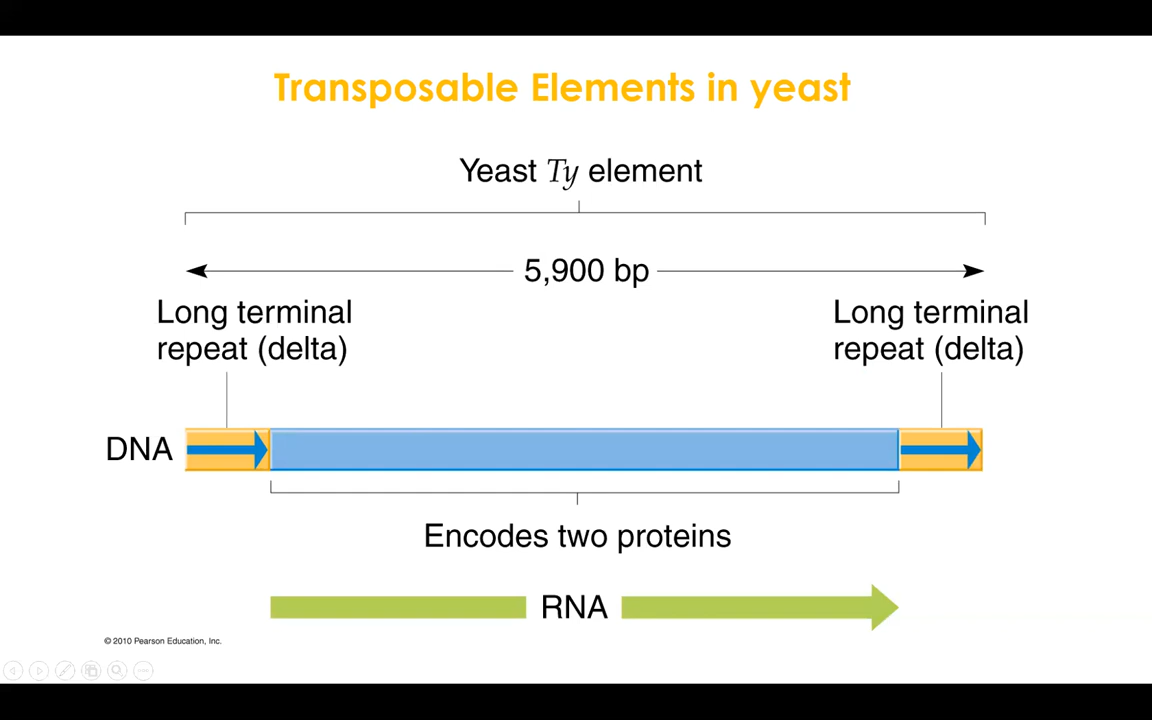 Transposable Elements in yeast
Yeast Ty element
5,900 bp
Long terminal
repeat (delta)
Long terminal
repeat (delta)
DNA
Encodes two proteins
RNA
© 2010 Pearson Education, Inc.